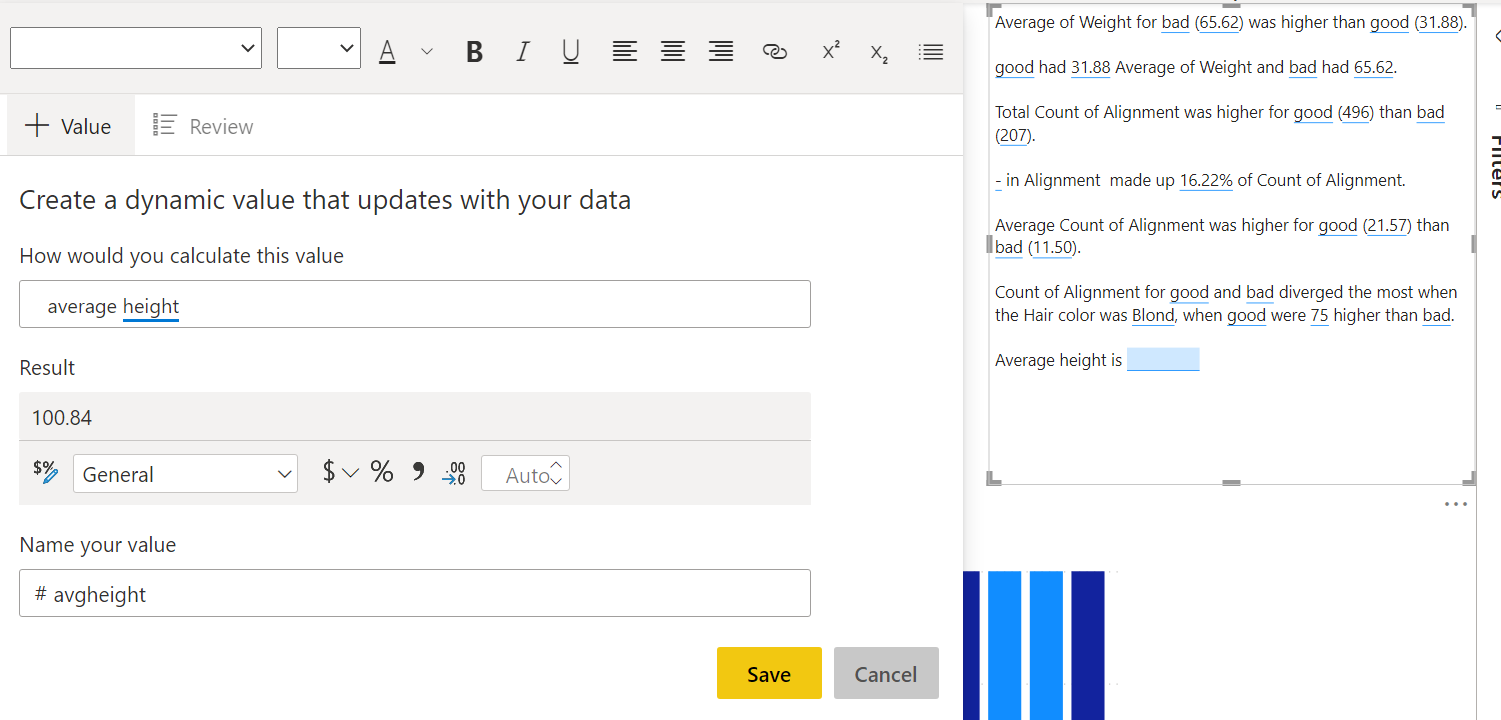 A B I U x² x₂
+ Value Review
Create a dynamic value that updates with your data
How would you calculate this value
average height
Result
100.84
$% General $ % , .00 →.0 Auto
Name your value
# avgheight
Save Cancel
Average of Weight for bad (65.62) was higher than good (31.88).
good had 31.88 Average of Weight and bad had 65.62.
Total Count of Alignment was higher for good (496) than bad
(207).
- in Alignment made up 16.22% of Count of Alignment.
Average Count of Alignment was higher for good (21.57) than
bad (11.50).
Count of Alignment for good and bad diverged the most when
the Hair color was Blond, when good were 75 higher than bad.
Average height is
Filters